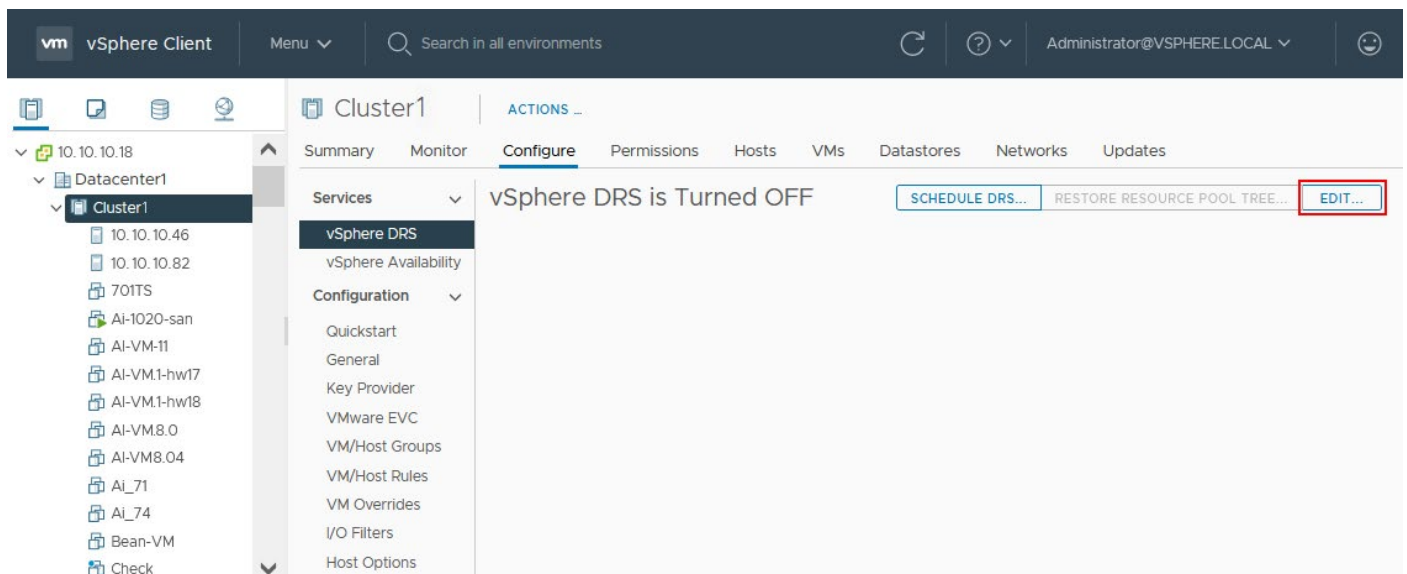 vm vSphere Client Menu Search in all environments Administrator@VSPHERE.LOCAL
Cluster1 ACTIONS
Summary Monitor Configure Permissions Hosts VMs Datastores Networks Updates
10.10.10.18
Datacenter1
Cluster1
10.10.10.46
10.10.10.82
701TS
Ai-1020-san
AI-VM-11
AI-VM.1-hw17
AI-VM.1-hw18
AI-VM.8.0
AI-VM8.04
Ai_71
Ai_74
Bean-VM
Check
Services
vSphere DRS
vSphere Availability
Configuration
Quickstart
General
Key Provider
VMware EVC
VM/Host Groups
VM/Host Rules
VM Overrides
I/O Filters
Host Options
vSphere DRS is Turned OFF SCHEDULE DRS... RESTORE RESOURCE POOL TREE... EDIT...